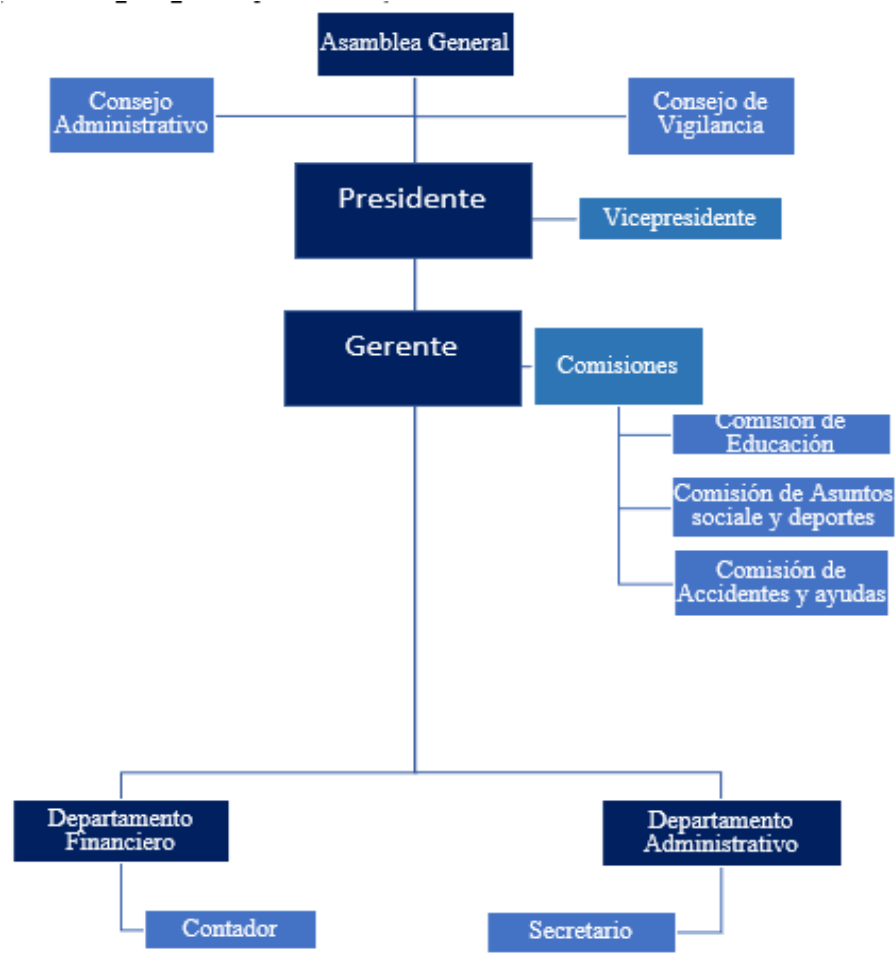 Asamblea General
Consejo
Administrativo
Consejo de
Vigilancia
Presidente
Vicepresidente
Gerente
Comisiones
Comisión de
Educación
Comisión de Asuntos
sociale y deportes
Comisión de
Accidentes y ayudas
Departamento
Financiero
Departamento
Administrativo
Contador
Secretario